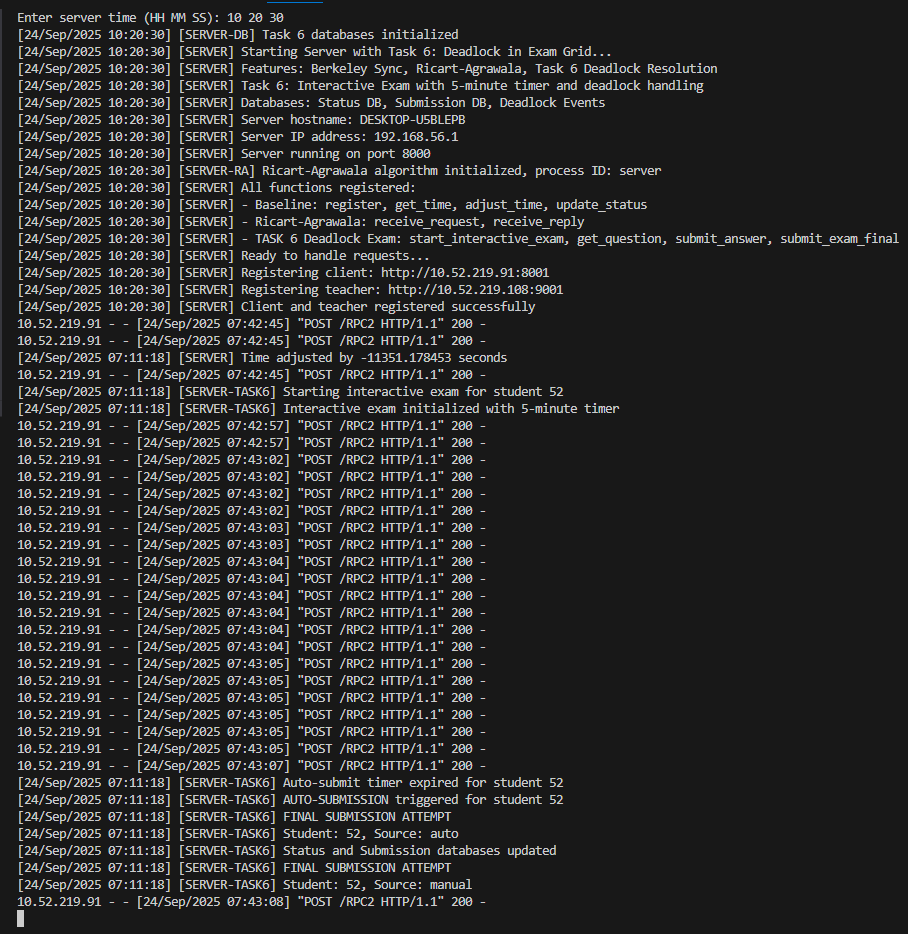 Enter server time (HH MM SS): 10 20 30
[24/Sep/2025 10:20:30] [SERVER-DB] Task 6 databases initialized
[24/Sep/2025 10:20:30] [SERVER] Starting Server with Task 6: Deadlock in Exam Grid...
[24/Sep/2025 10:20:30] [SERVER] Features: Berkeley Sync, Ricart-Agrawala, Task 6 Deadlock Resolution
[24/Sep/2025 10:20:30] [SERVER] Task 6: Interactive Exam with 5-minute timer and deadlock handling
[24/Sep/2025 10:20:30] [SERVER] Databases: Status DB, Submission DB, Deadlock Events
[24/Sep/2025 10:20:30] [SERVER] Server hostname: DESKTOP-U5BLEPB
[24/Sep/2025 10:20:30] [SERVER] Server IP address: 192.168.56.1
[24/Sep/2025 10:20:30] [SERVER] Server running on port 8000
[24/Sep/2025 10:20:30] [SERVER-RA] Ricart-Agrawala algorithm initialized, process ID: server
[24/Sep/2025 10:20:30] [SERVER] All functions registered:
[24/Sep/2025 10:20:30] [SERVER] - Baseline: register, get_time, adjust_time, update_status
[24/Sep/2025 10:20:30] [SERVER] - Ricart-Agrawala: receive_request, receive_reply
[24/Sep/2025 10:20:30] [SERVER] - TASK 6 Deadlock Exam: start_interactive_exam, get_question, submit_answer, submit_exam_final
[24/Sep/2025 10:20:30] [SERVER] Ready to handle requests...
[24/Sep/2025 10:20:30] [SERVER] Registering client: http://10.52.219.91:8001
[24/Sep/2025 10:20:30] [SERVER] Registering teacher: http://10.52.219.108:9001
[24/Sep/2025 10:20:30] [SERVER] Client and teacher registered successfully
10.52.219.91 - - [24/Sep/2025 07:42:45] "POST /RPC2 HTTP/1.1" 200 -
10.52.219.91 - - [24/Sep/2025 07:42:45] "POST /RPC2 HTTP/1.1" 200 -
[24/Sep/2025 07:11:18] [SERVER] Time adjusted by -11351.178453 seconds
10.52.219.91 - - [24/Sep/2025 07:42:45] "POST /RPC2 HTTP/1.1" 200 -
[24/Sep/2025 07:11:18] [SERVER-TASK6] Starting interactive exam for student 52
[24/Sep/2025 07:11:18] [SERVER-TASK6] Interactive exam initialized with 5-minute timer
10.52.219.91 - - [24/Sep/2025 07:42:57] "POST /RPC2 HTTP/1.1" 200 -
10.52.219.91 - - [24/Sep/2025 07:42:57] "POST /RPC2 HTTP/1.1" 200 -
10.52.219.91 - - [24/Sep/2025 07:43:02] "POST /RPC2 HTTP/1.1" 200 -
10.52.219.91 - - [24/Sep/2025 07:43:02] "POST /RPC2 HTTP/1.1" 200 -
10.52.219.91 - - [24/Sep/2025 07:43:02] "POST /RPC2 HTTP/1.1" 200 -
10.52.219.91 - - [24/Sep/2025 07:43:02] "POST /RPC2 HTTP/1.1" 200 -
10.52.219.91 - - [24/Sep/2025 07:43:03] "POST /RPC2 HTTP/1.1" 200 -
10.52.219.91 - - [24/Sep/2025 07:43:03] "POST /RPC2 HTTP/1.1" 200 -
10.52.219.91 - - [24/Sep/2025 07:43:04] "POST /RPC2 HTTP/1.1" 200 -
10.52.219.91 - - [24/Sep/2025 07:43:04] "POST /RPC2 HTTP/1.1" 200 -
10.52.219.91 - - [24/Sep/2025 07:43:04] "POST /RPC2 HTTP/1.1" 200 -
10.52.219.91 - - [24/Sep/2025 07:43:04] "POST /RPC2 HTTP/1.1" 200 -
10.52.219.91 - - [24/Sep/2025 07:43:04] "POST /RPC2 HTTP/1.1" 200 -
10.52.219.91 - - [24/Sep/2025 07:43:04] "POST /RPC2 HTTP/1.1" 200 -
10.52.219.91 - - [24/Sep/2025 07:43:05] "POST /RPC2 HTTP/1.1" 200 -
10.52.219.91 - - [24/Sep/2025 07:43:05] "POST /RPC2 HTTP/1.1" 200 -
10.52.219.91 - - [24/Sep/2025 07:43:05] "POST /RPC2 HTTP/1.1" 200 -
10.52.219.91 - - [24/Sep/2025 07:43:05] "POST /RPC2 HTTP/1.1" 200 -
10.52.219.91 - - [24/Sep/2025 07:43:05] "POST /RPC2 HTTP/1.1" 200 -
10.52.219.91 - - [24/Sep/2025 07:43:05] "POST /RPC2 HTTP/1.1" 200 -
10.52.219.91 - - [24/Sep/2025 07:43:07] "POST /RPC2 HTTP/1.1" 200 -
[24/Sep/2025 07:11:18] [SERVER-TASK6] Auto-submit timer expired for student 52
[24/Sep/2025 07:11:18] [SERVER-TASK6] AUTO-SUBMISSION triggered for student 52
[24/Sep/2025 07:11:18] [SERVER-TASK6] FINAL SUBMISSION ATTEMPT
[24/Sep/2025 07:11:18] [SERVER-TASK6] Student: 52, Source: auto
[24/Sep/2025 07:11:18] [SERVER-TASK6] Status and Submission databases updated
[24/Sep/2025 07:11:18] [SERVER-TASK6] FINAL SUBMISSION ATTEMPT
[24/Sep/2025 07:11:18] [SERVER-TASK6] Student: 52, Source: manual
10.52.219.91 - - [24/Sep/2025 07:43:08] "POST /RPC2 HTTP/1.1" 200 -